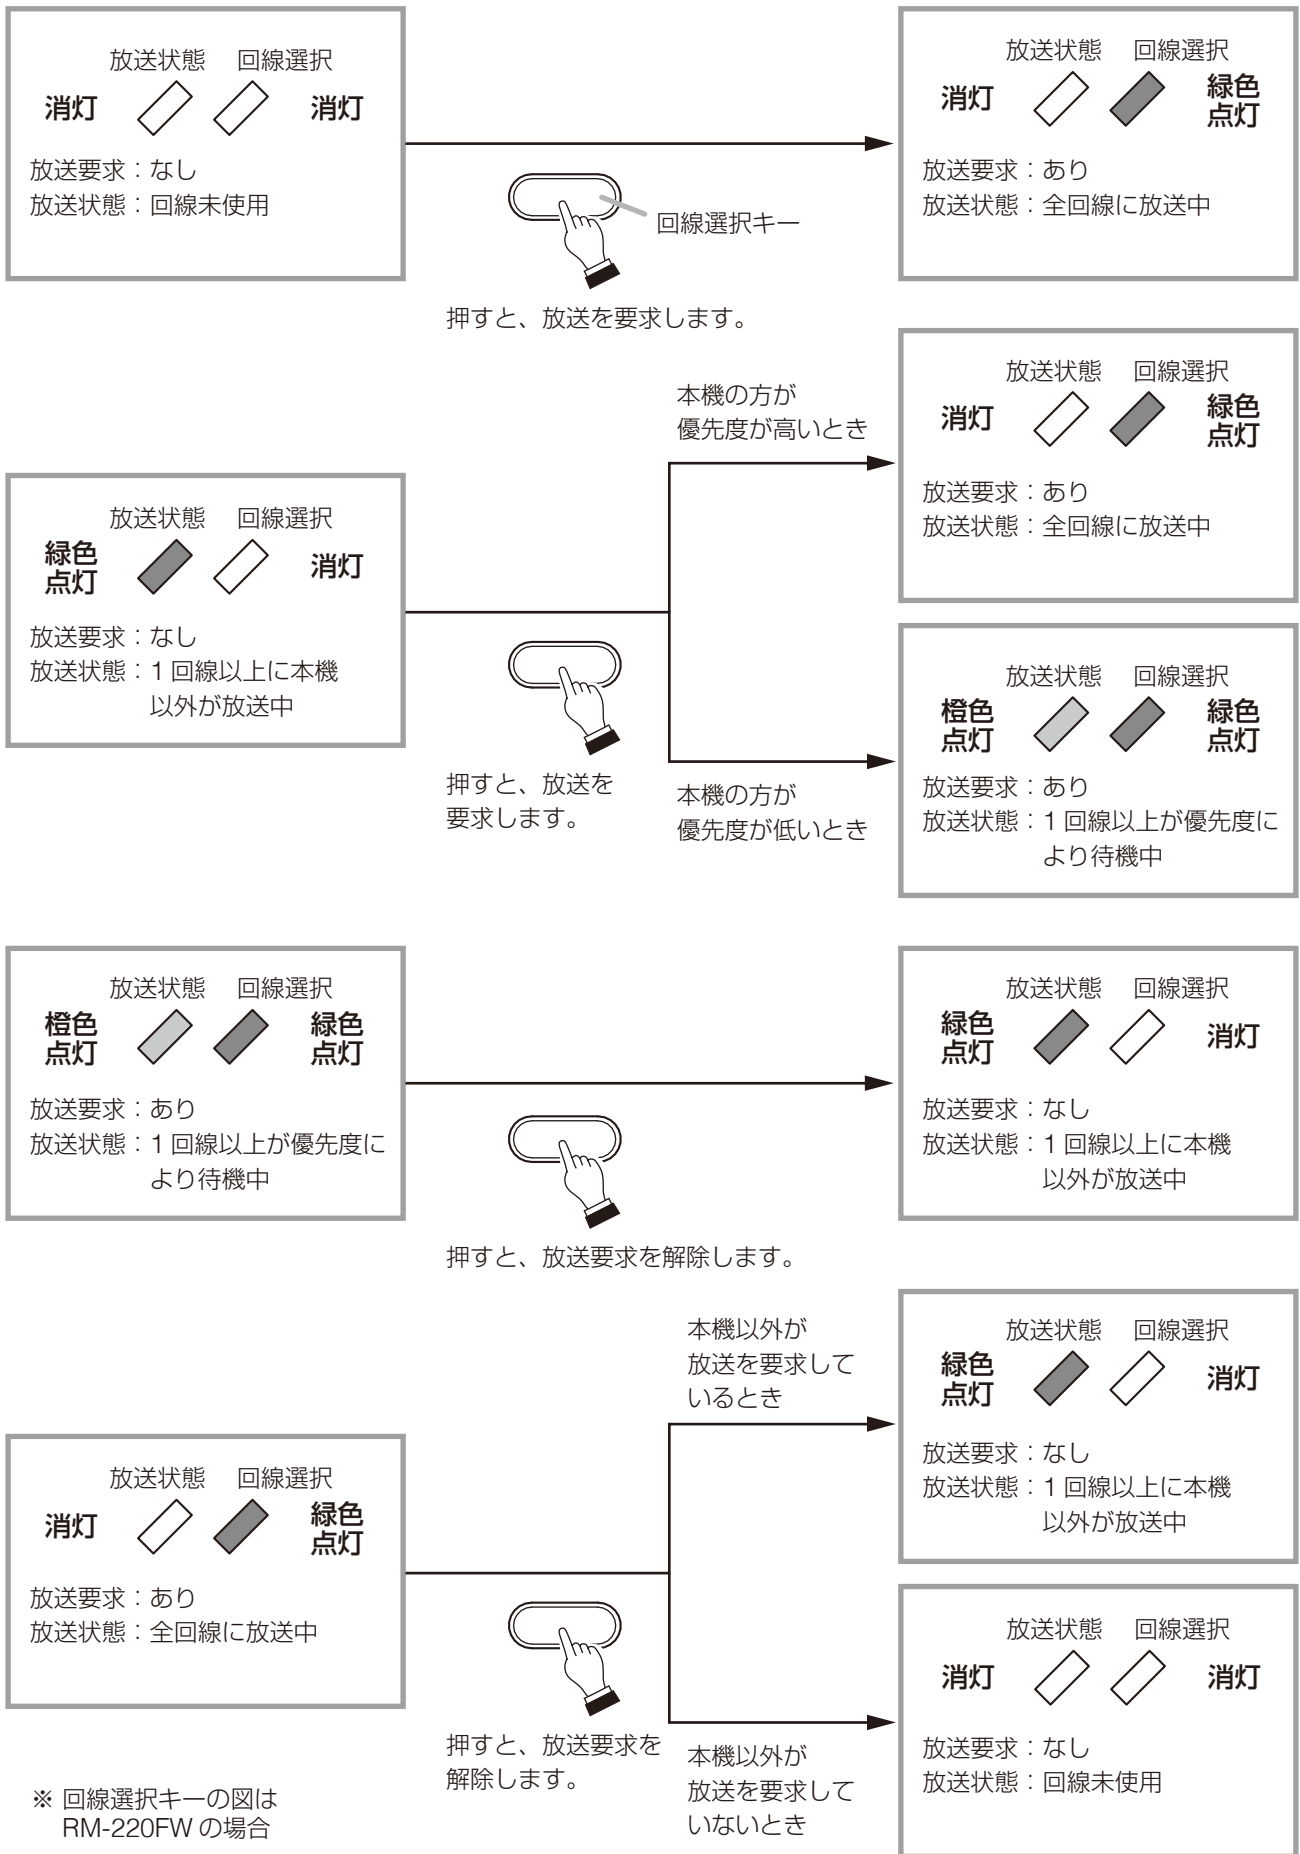 放送状態 回線選択
消灯 消灯
放送要求：なし
放送状態：回線未使用
回線選択キー
押すと、放送を要求します。
放送状態 回線選択
消灯 緑色
点灯
放送要求：あり
放送状態：全回線に放送中
放送状態 回線選択
緑色
点灯 消灯
放送要求：なし
放送状態：1 回線以上に本機
以外が放送中
押すと、放送を
要求します。
本機の方が
優先度が高いとき
放送状態 回線選択
消灯 緑色
点灯
放送要求：あり
放送状態：全回線に放送中
本機の方が
優先度が低いとき
放送状態 回線選択
橙色 緑色
点灯 点灯
放送要求：あり
放送状態：1 回線以上が優先度に
より待機中
放送状態 回線選択
橙色 緑色
点灯 点灯
放送要求：あり
放送状態：1 回線以上が優先度に
より待機中
押すと、放送要求を解除します。
放送状態 回線選択
緑色
点灯 消灯
放送要求：なし
放送状態：1 回線以上に本機
以外が放送中
放送状態 回線選択
消灯 緑色
点灯
放送要求：あり
放送状態：全回線に放送中
押すと、放送要求を
解除します。
本機以外が
放送を要求して
いるとき
放送状態 回線選択
緑色
点灯 消灯
放送要求：なし
放送状態：1 回線以上に本機
以外が放送中
本機以外が
放送を要求して
いないとき
放送状態 回線選択
消灯 消灯
放送要求：なし
放送状態：回線未使用
※ 回線選択キーの図は
RM-220FW の場合